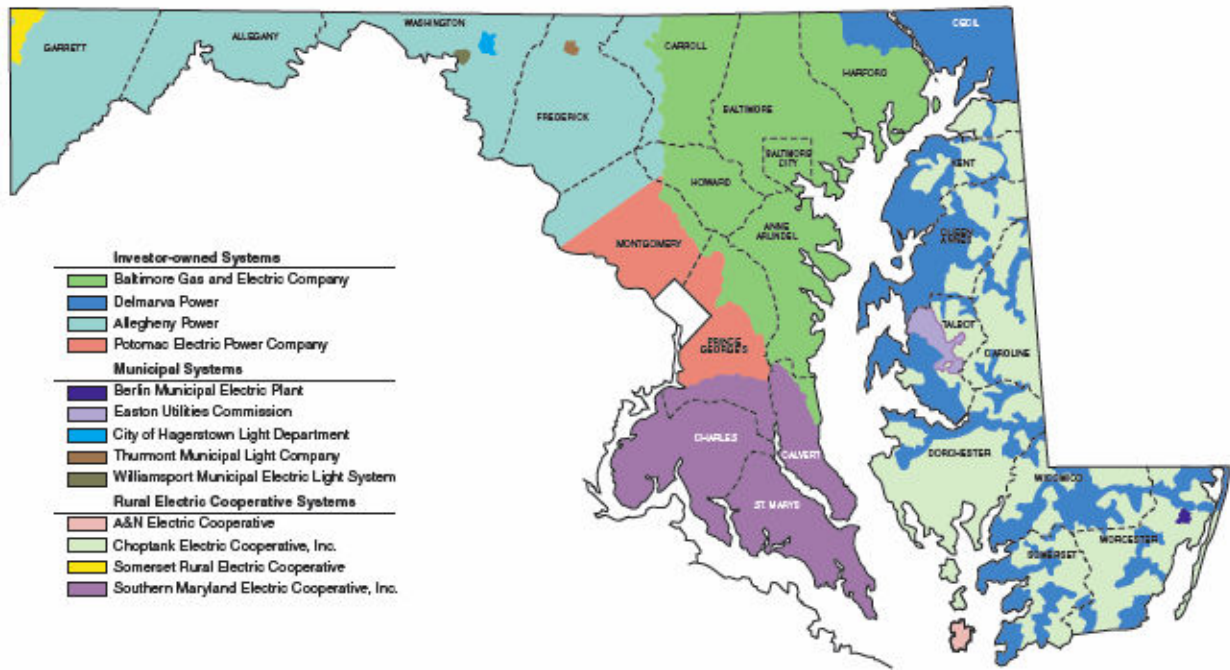 CECIL
WASHINGTON
ALLEGANY
GARRETT
CARROLL
HARFORD
BALTIMORE
FREDERICK
BALTIMORE
CITY
KENT
HOWARD
ANNE
ARUNDEL
QUEEN
ANNES
MONTGOMERY
TALBOT
PRINCE
GEORGE'S
CAROLINE
CHARLES
CALVERT
DORCHESTER
WICOMICO
ST. MARYS
WORCESTER
SOMERSET
Investor-owned Systems
Baltimore Gas and Electric Company
Delmarva Power
Allegheny Power
Potomac Electric Power Company
Municipal Systems
Berlin Municipal Electric Plant
Easton Utilities Commission
City of Hagerstown Light Department
Thurmont Municipal Light Company
Williamsport Municipal Electric Light System
Rural Electric Cooperative Systems
A&N Electric Cooperative
Choptank Electric Cooperative, Inc.
Somerset Rural Electric Cooperative
Southern Maryland Electric Cooperative, Inc.